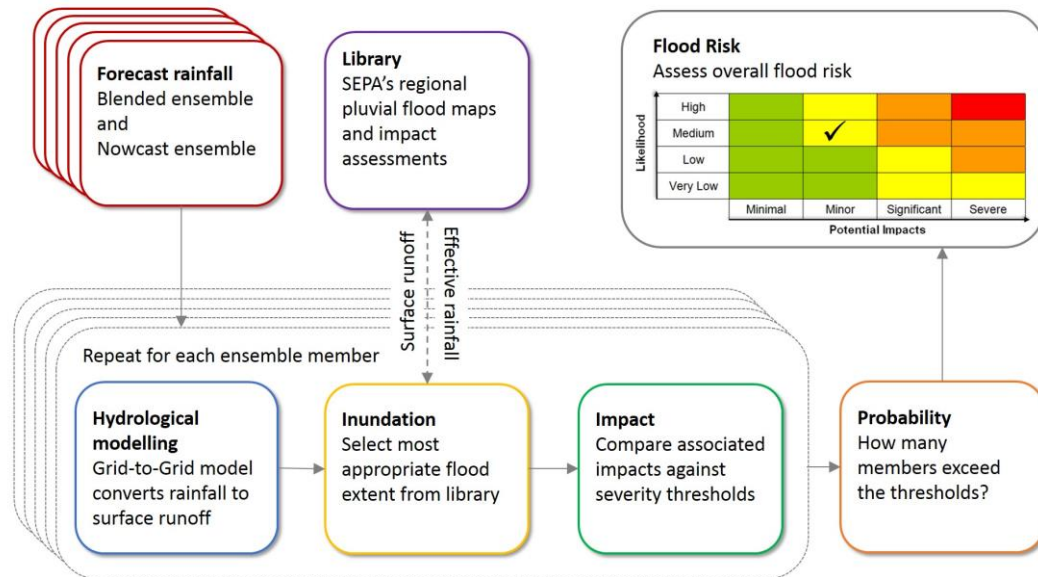 Forecast rainfall
Blended ensemble
and
Nowcast ensemble
Library
SEPA's regional
pluvial flood maps
and impact
assessments
Flood Risk
Assess overall flood risk
Likelihood
High
Medium
Low
Very Low
Minimal
Minor
Significant
Severe
Potential Impacts
Surface runoff
Effective rainfall
Repeat for each ensemble member
Hydrological
modelling
Grid-to-Grid model
converts rainfall to
surface runoff
Inundation
Select most
appropriate flood
extent from library
Impact
Compare associated
impacts against
severity thresholds
Probability
How many
members exceed
the thresholds?